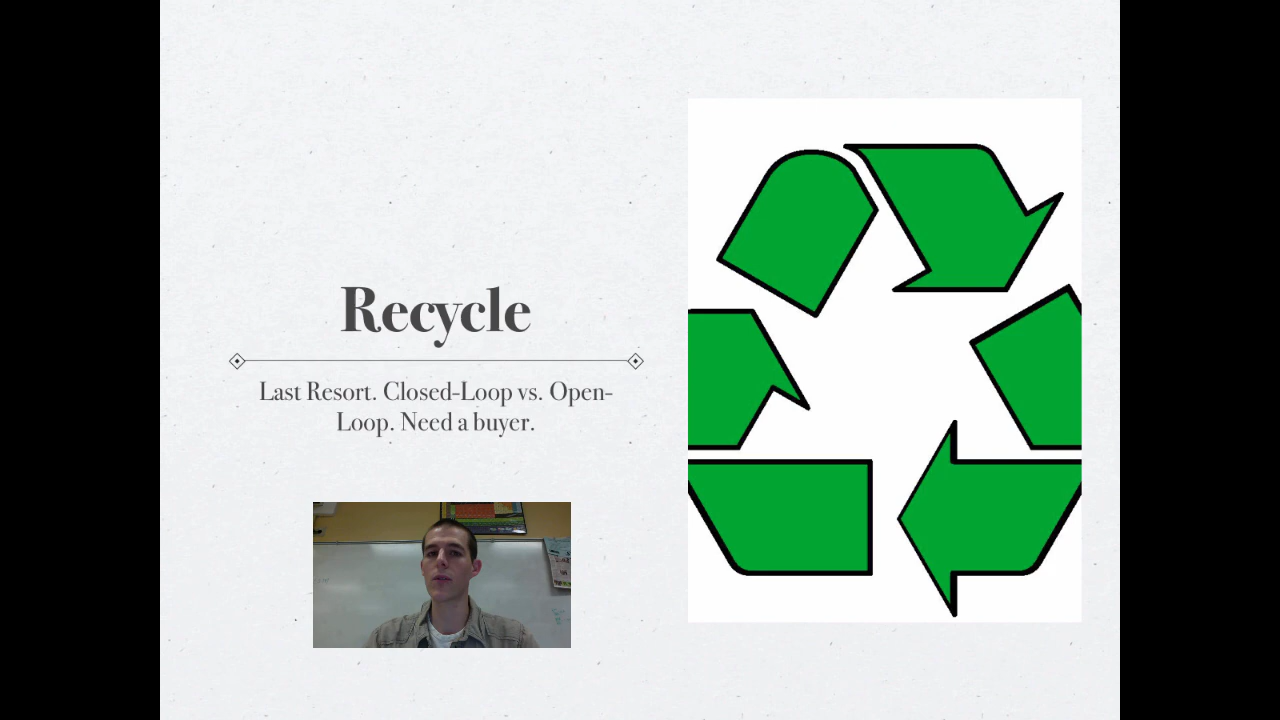 Recycle
Last Resort. Closed-Loop vs. Open-
Loop. Need a buyer.